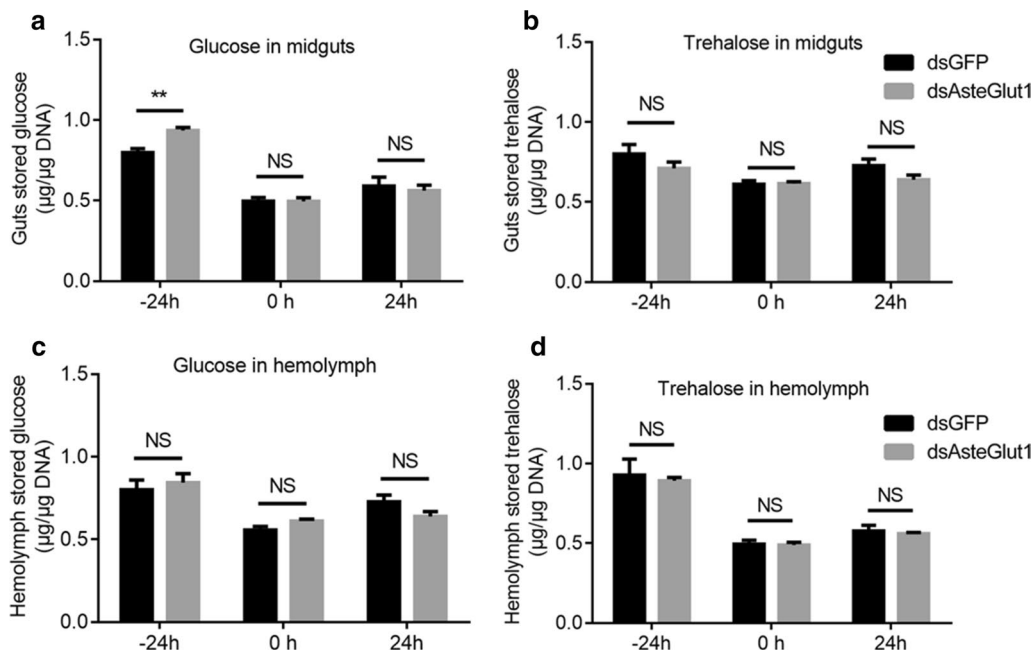 a
Glucose in midguts
Guts stored glucose
(µg/µg DNA)
1.5
1.0
0.5
0.0
**
NS
NS
-24h
0 h
24h
b
Trehalose in midguts
Guts stored trehalose
(µg/µg DNA)
1.5
1.0
0.5
0.0
NS
NS
NS
-24h
0 h
24h
dsGFP
dsAsteGlut1
c
Glucose in hemolymph
Hemolymph stored glucose
(µg/µg DNA)
1.5
1.0
0.5
0.0
NS
NS
NS
-24h
0 h
24h
d
Trehalose in hemolymph
Hemolymph stored trehalose
(µg/µg DNA)
1.5
1.0
0.5
0.0
NS
NS
NS
-24h
0 h
24h
dsGFP
dsAsteGlut1